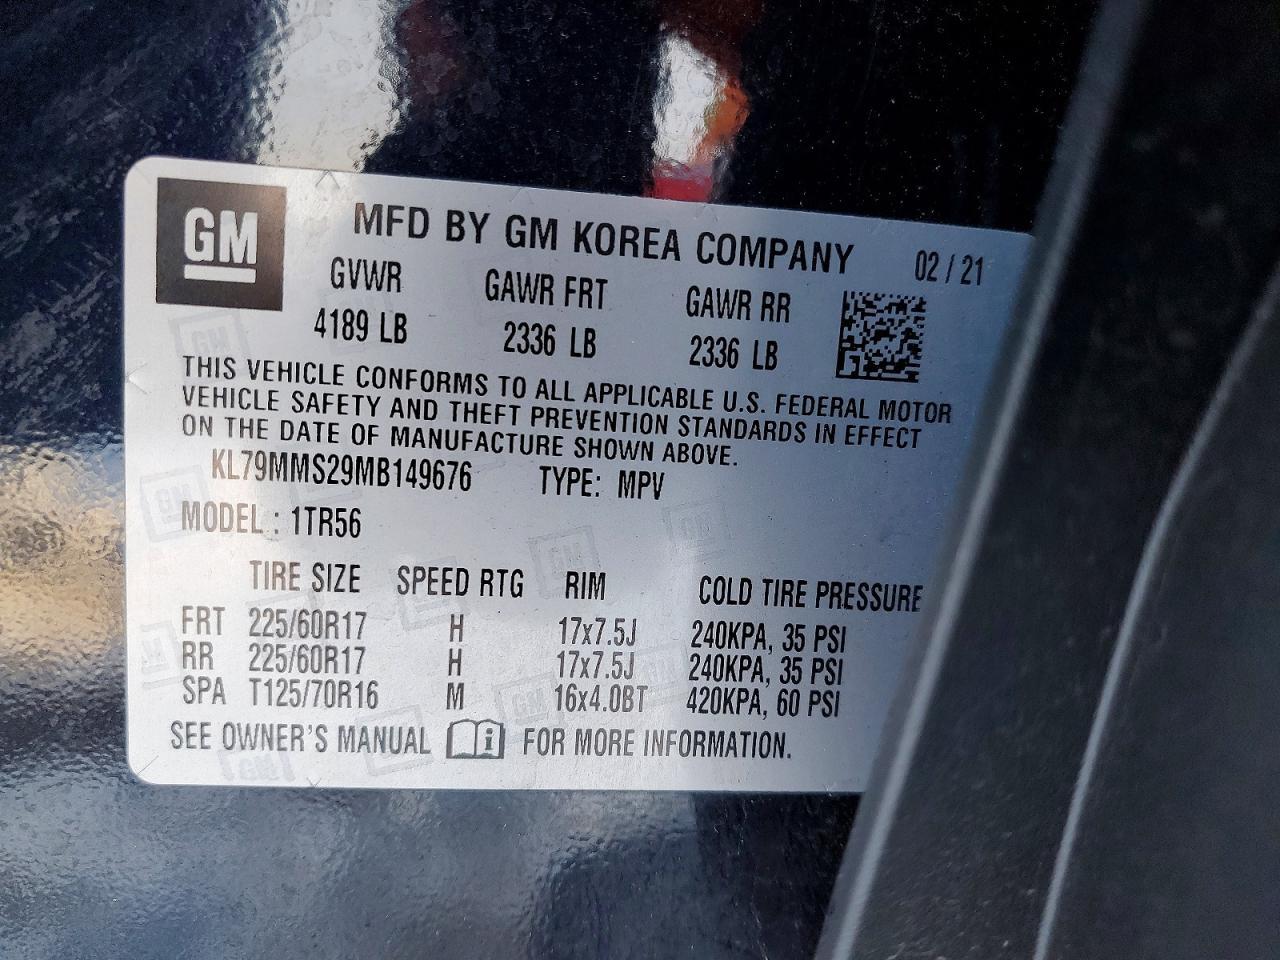 GM
MFD BY GM KOREA COMPANY 02 / 21
GVWR GAWR FRT GAWR RR
4189 LB 2336 LB 2336 LB
THIS VEHICLE CONFORMS TO ALL APPLICABLE U.S. FEDERAL MOTOR
VEHICLE SAFETY AND THEFT PREVENTION STANDARDS IN EFFECT
ON THE DATE OF MANUFACTURE SHOWN ABOVE.
KL79MMS29MB149676 TYPE: MPV
MODEL : 1TR56
TIRE SIZE SPEED RTG RIM COLD TIRE PRESSURE
FRT 225/60R17 H 17x7.5J 240KPA, 35 PSI
RR 225/60R17 H 17x7.5J 240KPA, 35 PSI
SPA T125/70R16 M 16x4.0BT 420KPA, 60 PSI
SEE OWNER'S MANUAL i FOR MORE INFORMATION.